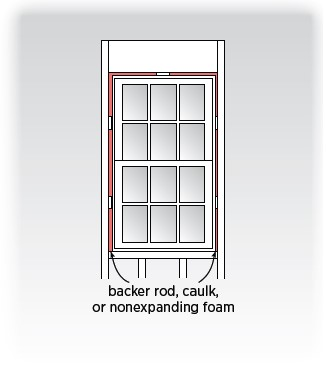 backer rod, caulk,
or nonexpanding foam